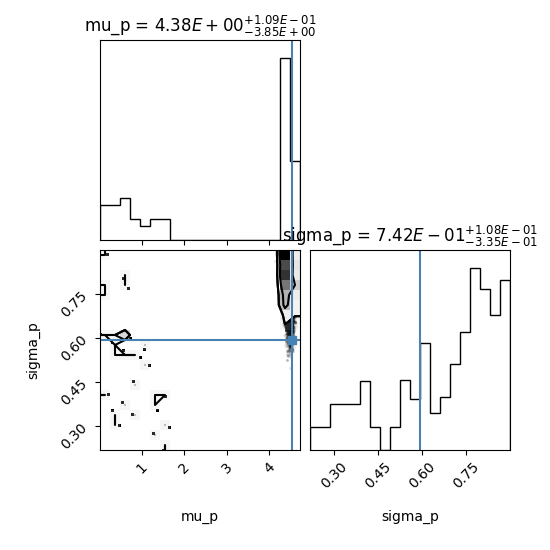 mu_p = 4.38E+00+1.09E−01 −3.85E+00
sigma_p = 7.42E−01+1.08E−01 −3.35E−01
sigma_p
0.75
0.60
0.45
0.30
1 2 3 4
0.30 0.45 0.60 0.75
mu_p
sigma_p